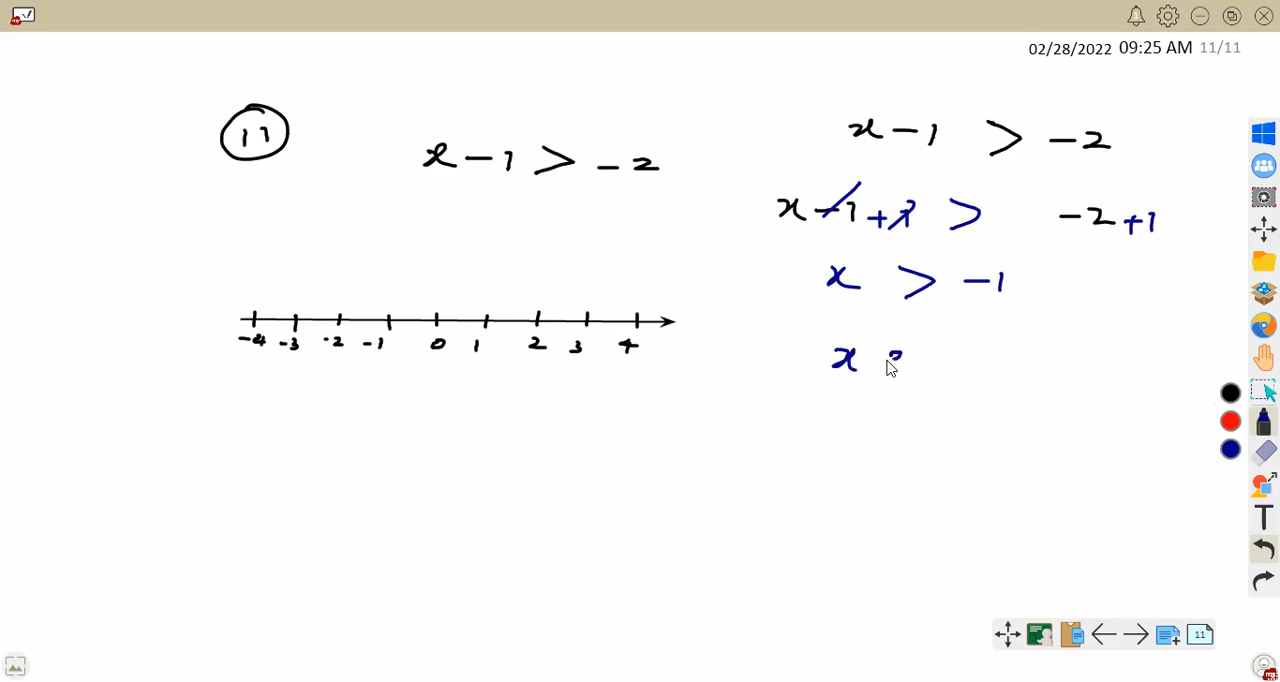 02/28/2022 09:25 AM 11/11
11
x - 1 > -2
-4 -3 -2 -1 0 1 2 3 4
x - 1 > -2
x - 1 + 1 > -2 + 1
x > -1
x
T
11